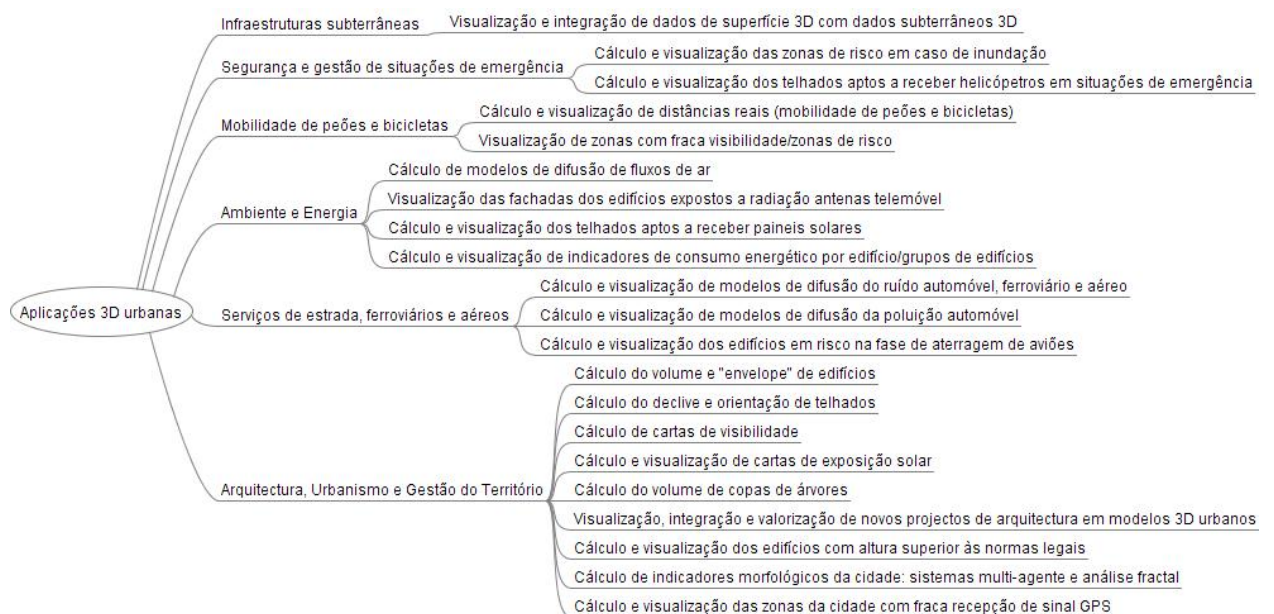 Aplicações 3D urbanas
Infraestruturas subterrâneas
Visualização e integração de dados de superfície 3D com dados subterrâneos 3D
Segurança e gestão de situações de emergência
Cálculo e visualização das zonas de risco em caso de inundação
Cálculo e visualização dos telhados aptos a receber helicópetros em situações de emergência
Mobilidade de peões e bicicletas
Cálculo e visualização de distâncias reais (mobilidade de peões e bicicletas)
Visualização de zonas com fraca visibilidade/zonas de risco
Ambiente e Energia
Cálculo de modelos de difusão de fluxos de ar
Visualização das fachadas dos edifícios expostos a radiação antenas telemóvel
Cálculo e visualização dos telhados aptos a receber paineis solares
Cálculo e visualização de indicadores de consumo energético por edifício/grupos de edifícios
Serviços de estrada, ferroviários e aéreos
Cálculo e visualização de modelos de difusão do ruído automóvel, ferroviário e aéreo
Cálculo e visualização de modelos de difusão da poluição automóvel
Cálculo e visualização dos edifícios em risco na fase de aterragem de aviões
Arquitectura, Urbanismo e Gestão do Território
Cálculo do volume e "envelope" de edifícios
Cálculo do declive e orientação de telhados
Cálculo de cartas de visibilidade
Cálculo e visualização de cartas de exposição solar
Cálculo do volume de copas de árvores
Visualização, integração e valorização de novos projectos de arquitectura em modelos 3D urbanos
Cálculo e visualização dos edifícios com altura superior às normas legais
Cálculo de indicadores morfológicos da cidade: sistemas multi-agente e análise fractal
Cálculo e visualização das zonas da cidade com fraca recepção de sinal GPS